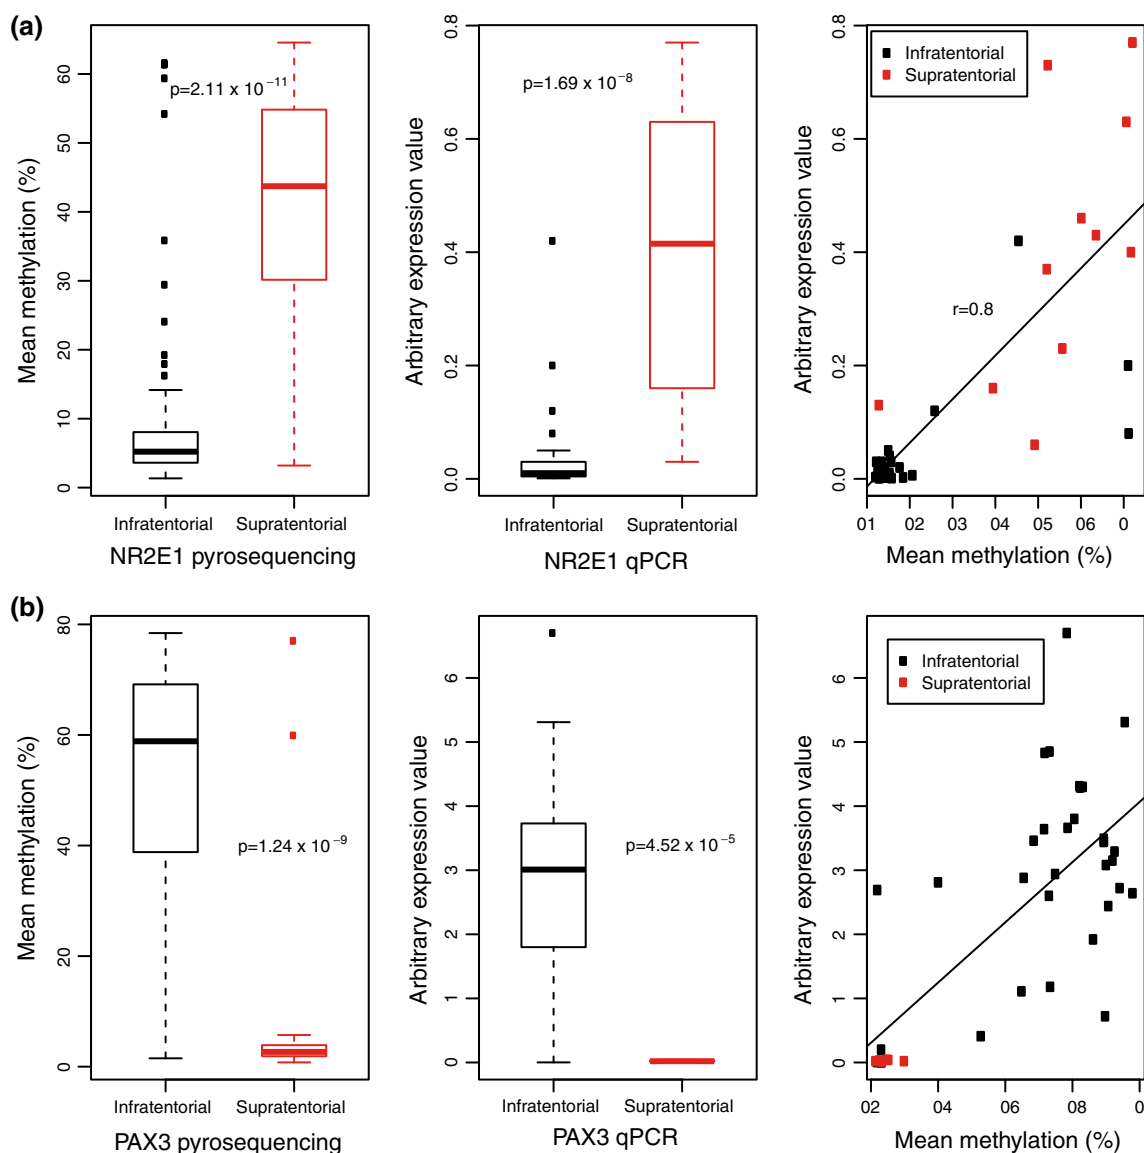 (a)
60
50
40
30
20
10
0
Mean methylation (%)
p=2.11 x 10⁻¹¹
Infratentorial Supratentorial
NR2E1 pyrosequencing
0.8
0.6
0.4
0.2
0.0
Arbitrary expression value
p=1.69 x 10⁻⁸
Infratentorial Supratentorial
NR2E1 qPCR
0.8
0.6
0.4
0.2
0.0
Arbitrary expression value
Infratentorial
Supratentorial
r=0.8
01 02 03 04 05 06 0
Mean methylation (%)
(b)
80
60
40
20
0
Mean methylation (%)
p=1.24 x 10⁻⁹
Infratentorial Supratentorial
PAX3 pyrosequencing
6
5
4
3
2
1
0
Arbitrary expression value
p=4.52 x 10⁻⁵
Infratentorial Supratentorial
PAX3 qPCR
6
5
4
3
2
1
0
Arbitrary expression value
Infratentorial
Supratentorial
02 04 06 08 0
Mean methylation (%)